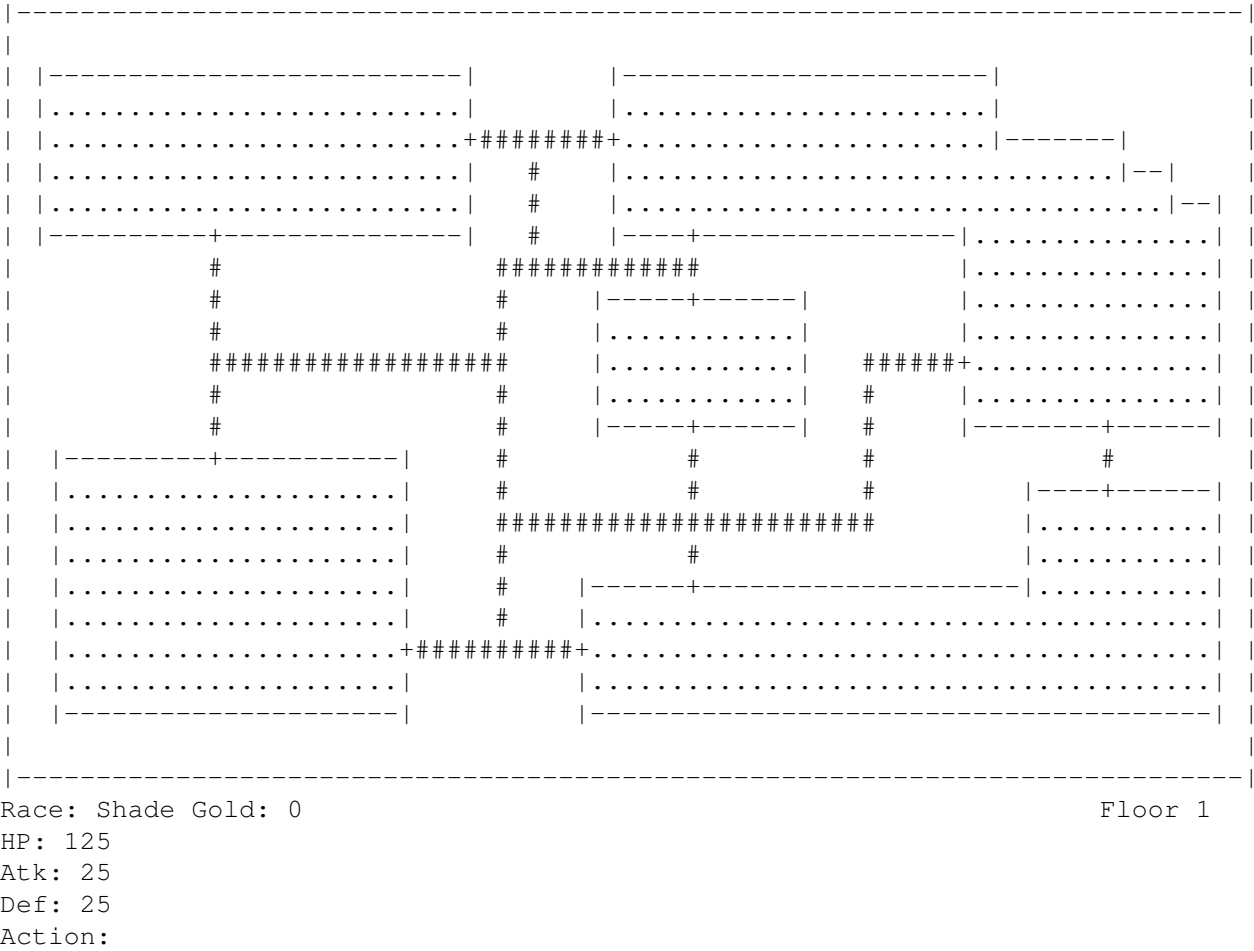 |-----------------------------------------------------------------------------|
|                                                                             |
| |--------------------------|        |-----------------------|               |
| |..........................|        |.......................|               |
| |..........................+########+.......................|-------|       |
| |..........................|   #    |...............................|--|    |
| |..........................|   #    |..................................|--| |
| |----------+---------------|   #    |----+----------------|...............| |
|            #                 #############                |...............| |
|            #                 #     |-----+------|         |...............| |
|            #                 #     |............|         |...............| |
|            ###################     |............|   ######+...............| |
|            #                 #     |............|   #     |...............| |
|            #                 #     |-----+------|   #     |--------+------| |
|  |---------+-----------|     #           #          #              #        |
|  |.....................|     #           #          #         |----+------| |
|  |.....................|     ########################         |...........| |
|  |.....................|     #           #                    |...........| |
|  |.....................|     #    |------+--------------------|...........| |
|  |.....................|     #    |.......................................| |
|  |.....................+##########+.......................................| |
|  |.....................|          |.......................................| |
|  |---------------------|          |---------------------------------------| |
|                                                                             |
|-----------------------------------------------------------------------------|
Race: Shade Gold: 0                                                  Floor 1
HP: 125
Atk: 25
Def: 25
Action: